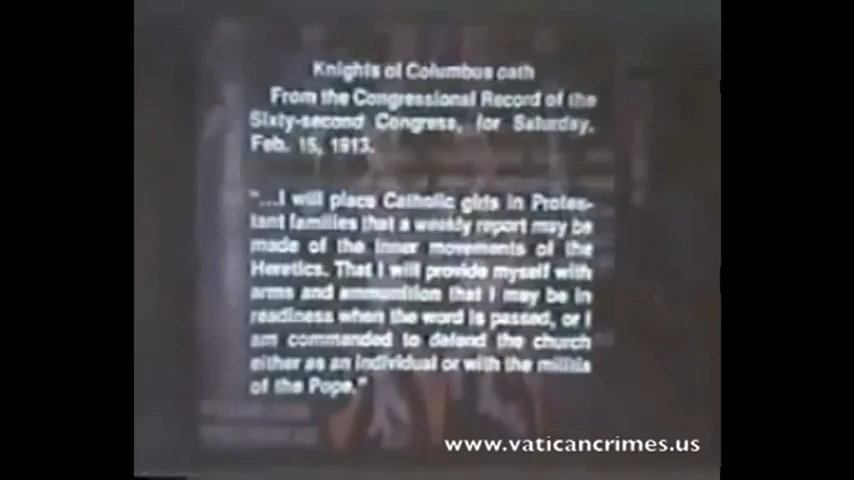 Knights of Columbus oath
From the Congressional Record of the
Sixty-second Congress, for Saturday,
Feb. 15, 1913.
"...I will place Catholic girls in Protes-
tant families that a weekly report may be
made of the inner movements of the
Heretics. That I will provide myself with
arms and ammunition that I may be in
readiness when the word is passed, or I
am commanded to defend the church
either as an individual or with the militia
of the Pope."
www.vaticancrimes.us